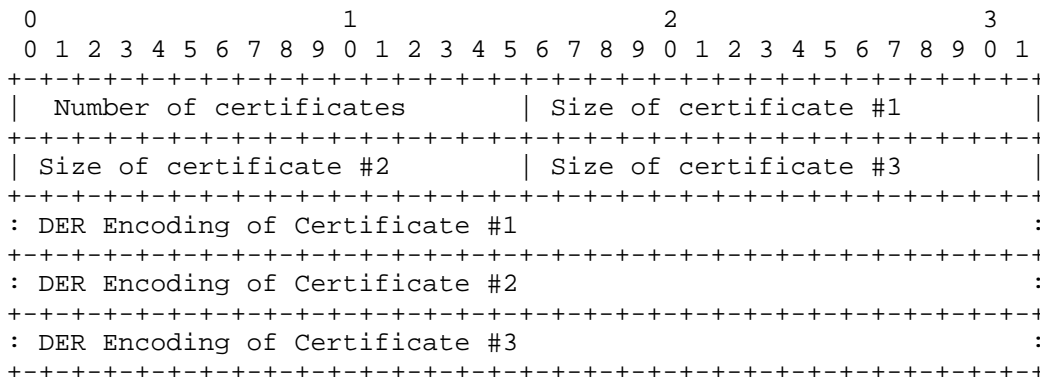 0                   1                   2                   3
 0 1 2 3 4 5 6 7 8 9 0 1 2 3 4 5 6 7 8 9 0 1 2 3 4 5 6 7 8 9 0 1
+-+-+-+-+-+-+-+-+-+-+-+-+-+-+-+-+-+-+-+-+-+-+-+-+-+-+-+-+-+-+-+-+
|  Number of certificates       | Size of certificate #1        |
+-+-+-+-+-+-+-+-+-+-+-+-+-+-+-+-+-+-+-+-+-+-+-+-+-+-+-+-+-+-+-+-+
| Size of certificate #2        | Size of certificate #3        |
+-+-+-+-+-+-+-+-+-+-+-+-+-+-+-+-+-+-+-+-+-+-+-+-+-+-+-+-+-+-+-+-+
: DER Encoding of Certificate #1                                :
+-+-+-+-+-+-+-+-+-+-+-+-+-+-+-+-+-+-+-+-+-+-+-+-+-+-+-+-+-+-+-+-+
: DER Encoding of Certificate #2                                :
+-+-+-+-+-+-+-+-+-+-+-+-+-+-+-+-+-+-+-+-+-+-+-+-+-+-+-+-+-+-+-+-+
: DER Encoding of Certificate #3                                :
+-+-+-+-+-+-+-+-+-+-+-+-+-+-+-+-+-+-+-+-+-+-+-+-+-+-+-+-+-+-+-+-+